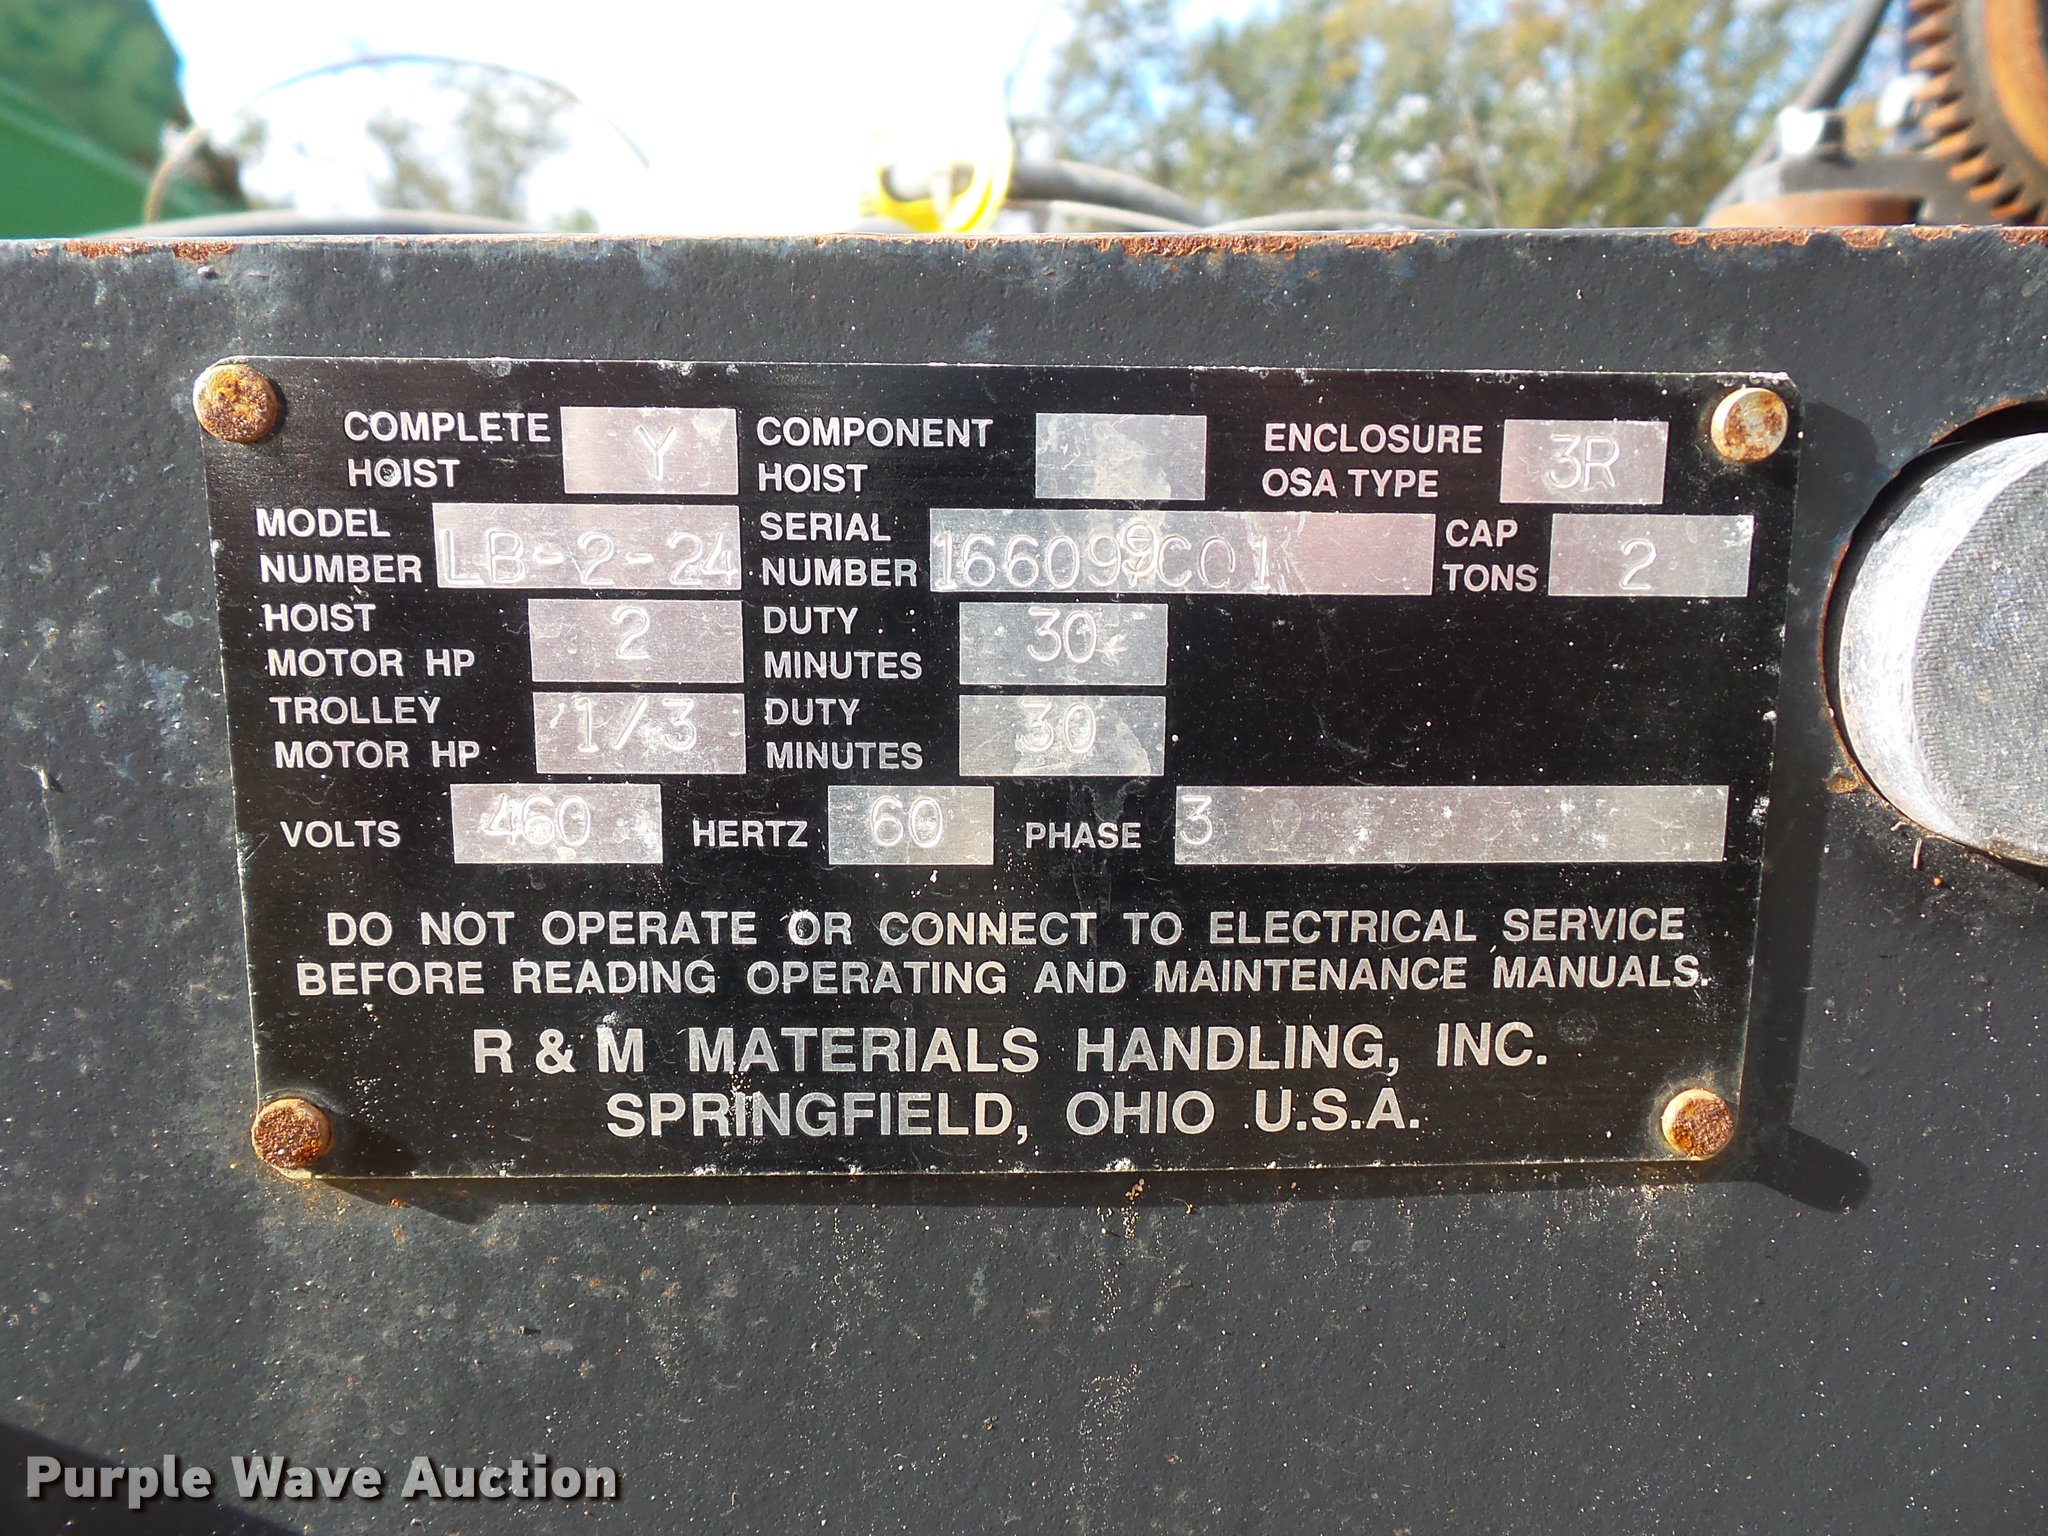 COMPLETE HOIST Y COMPONENT HOIST ENCLOSURE OSA TYPE 3R
MODEL NUMBER LB-2-24 SERIAL NUMBER CAP TONS 2
HOIST MOTOR HP 2 DUTY MINUTES 30
TROLLEY MOTOR HP 1/3 DUTY MINUTES 30
VOLTS 460 HERTZ 60 PHASE 3
DO NOT OPERATE OR CONNECT TO ELECTRICAL SERVICE
BEFORE READING OPERATING AND MAINTENANCE MANUALS.
R & M MATERIALS HANDLING, INC.
SPRINGFIELD, OHIO U.S.A.
Purple Wave Auction